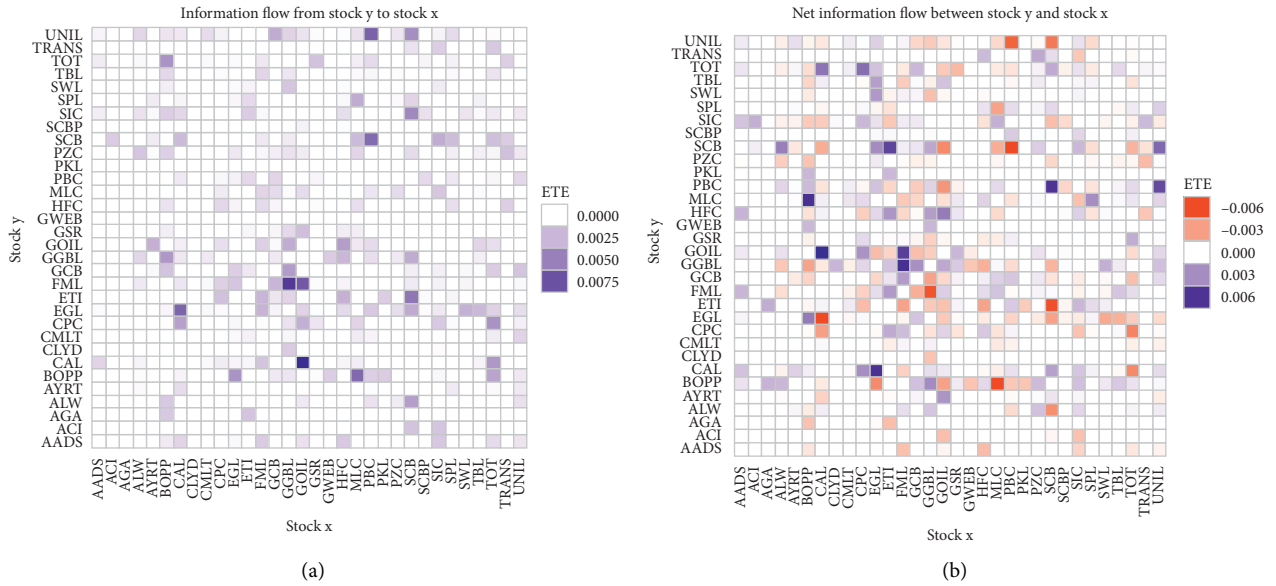 Information flow from stock y to stock x
UNIL
TRANS
TOT
TBL
SWL
SPL
SIC
SCBP
SCB
PZC
PKL
PBC
MLC
HFC
GWEB
GSR
GOIL
GGBL
GCB
FML
ETI
EGL
CPC
CMLT
CLYD
CAL
BOPP
AYRT
ALW
AGA
ACI
AADS
Stock y
AADS
ACI
AGA
ALW
AYRT
BOPP
CAL
CLYD
CMLT
CPC
EGL
ETI
FML
GCB
GGBL
GOIL
GSR
GWEB
HFC
MLC
PBC
PKL
PZC
SCB
SCBP
SIC
SPL
SWL
TBL
TOT
TRANS
UNIL
Stock x
ETE
0.0000
0.0025
0.0050
0.0075
(a)
Net information flow between stock y and stock x
UNIL
TRANS
TOT
TBL
SWL
SPL
SIC
SCBP
SCB
PZC
PKL
PBC
MLC
HFC
GWEB
GSR
GOIL
GGBL
GCB
FML
ETI
EGL
CPC
CMLT
CLYD
CAL
BOPP
AYRT
ALW
AGA
ACI
AADS
Stock y
AADS
ACI
AGA
ALW
AYRT
BOPP
CAL
CLYD
CMLT
CPC
EGL
ETI
FML
GCB
GGBL
GOIL
GSR
GWEB
HFC
MLC
PBC
PKL
PZC
SCB
SCBP
SIC
SPL
SWL
TBL
TOT
TRANS
UNIL
Stock x
ETE
−0.006
−0.003
0.000
0.003
0.006
(b)